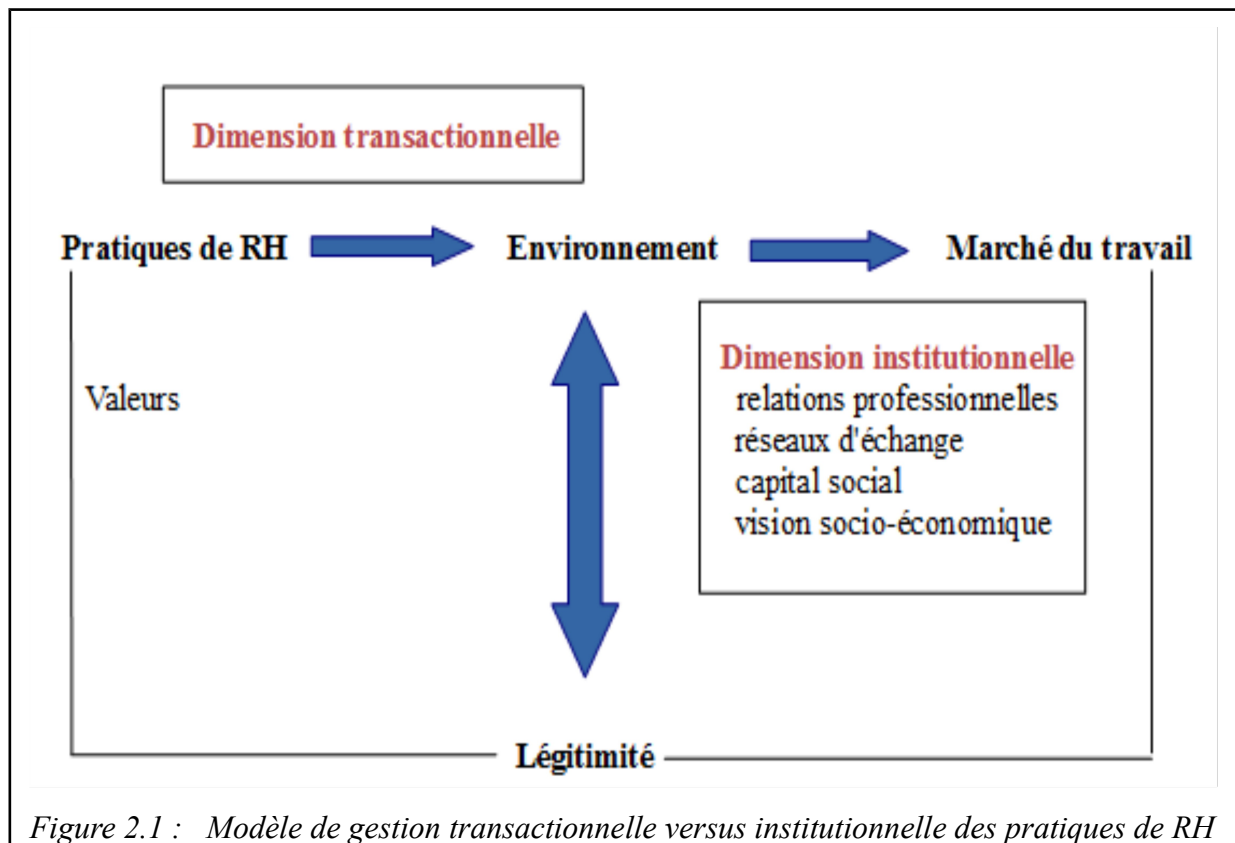 Dimension transactionnelle
Pratiques de RH
Environnement
Marché du travail
Valeurs
Dimension institutionnelle
relations professionnelles
réseaux d'échange
capital social
vision socio-économique
Légitimité
Figure 2.1 : Modèle de gestion transactionnelle versus institutionnelle des pratiques de RH